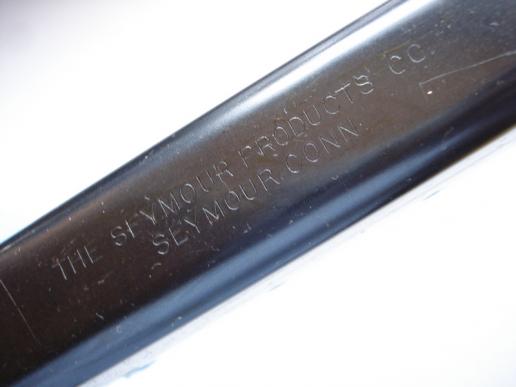 THE SEYMOUR PRODUCTS CO.
SEYMOUR CONN.